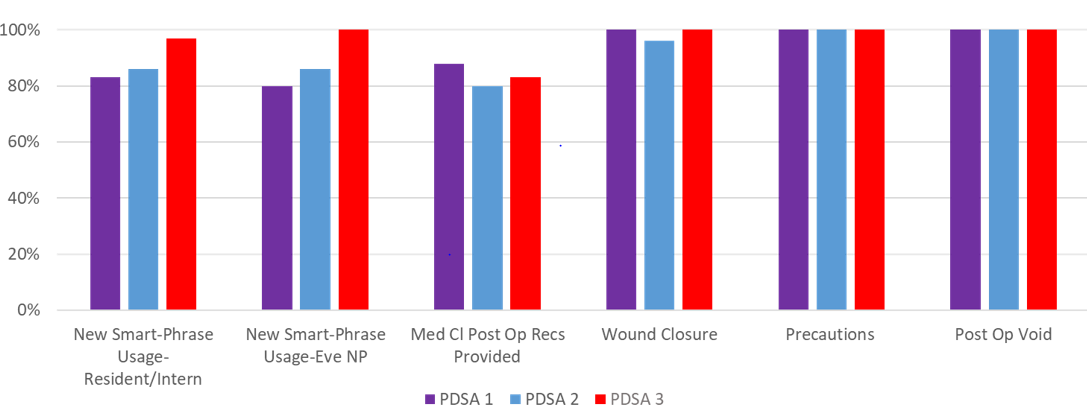 100%
80%
60%
40%
20%
0%
New Smart-Phrase
Usage-
Resident/Intern
New Smart-Phrase
Usage-Eve NP
Med Cl Post Op Recs
Provided
Wound Closure
Precautions
Post Op Void
PDSA 1
PDSA 2
PDSA 3